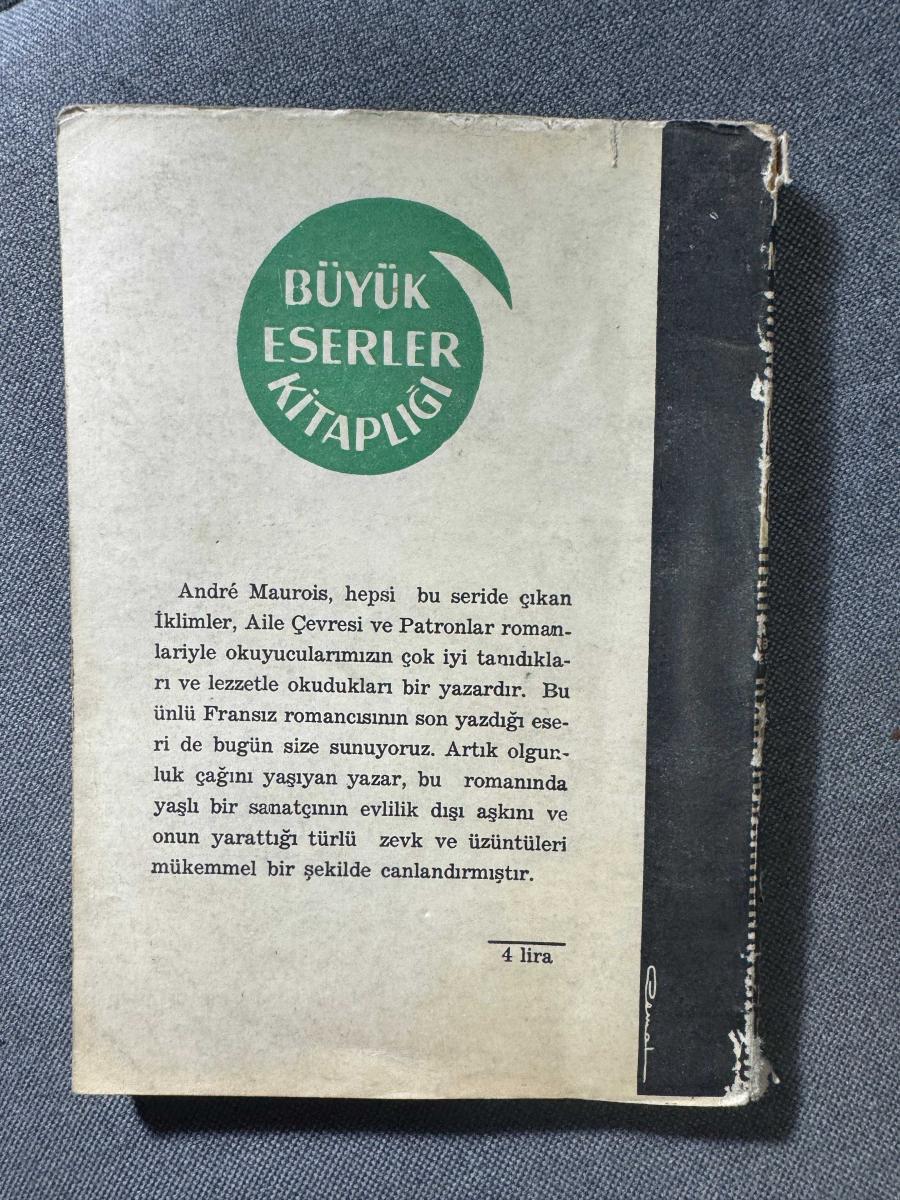 BÜYÜK
ESERLER
KİTAPLIĞI
André Maurois, hepsi bu seride çıkan
İklimler, Aile Çevresi ve Patronlar roman-
lariyle okuyucularımızın çok iyi tanıdıkla-
rı ve lezzetle okudukları bir yazardır. Bu
ünlü Fransız romancısının son yazdığı ese-
ri de bugün size sunuyoruz. Artık olgun-
luk çağını yaşıyan yazar, bu romanında
yaşlı bir sanatçının evlilik dışı aşkını ve
onun yarattığı türlü zevk ve üzüntüleri
mükemmel bir şekilde canlandırmıştır.
4 lira